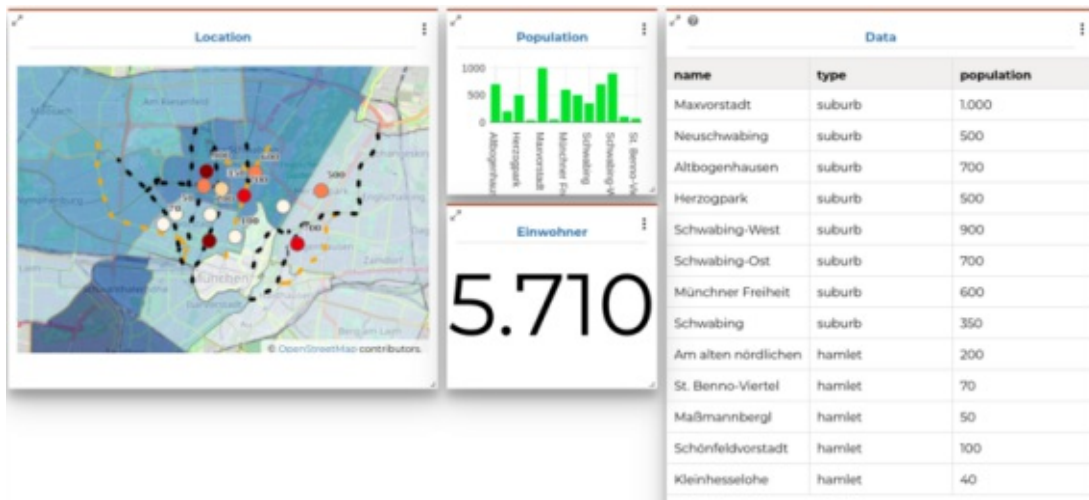 Location
Am Riesenfeld
München
© OpenStreetMap contributors.
Population
1000
500
0
Herzogpark
Maxvorstadt
Schwabing
Einwohner
5.710
Data
name type population
Maxvorstadt suburb 1.000
Neuschwabing suburb 500
Altbogenhausen suburb 700
Herzogpark suburb 500
Schwabing-West suburb 900
Schwabing-Ost suburb 700
Münchner Freiheit suburb 600
Schwabing suburb 350
Am alten nördlichen hamlet 200
St. Benno-Viertel hamlet 70
Maßmannbergl hamlet 50
Schönfeldvorstadt hamlet 100
Kleinhesselohe hamlet 40